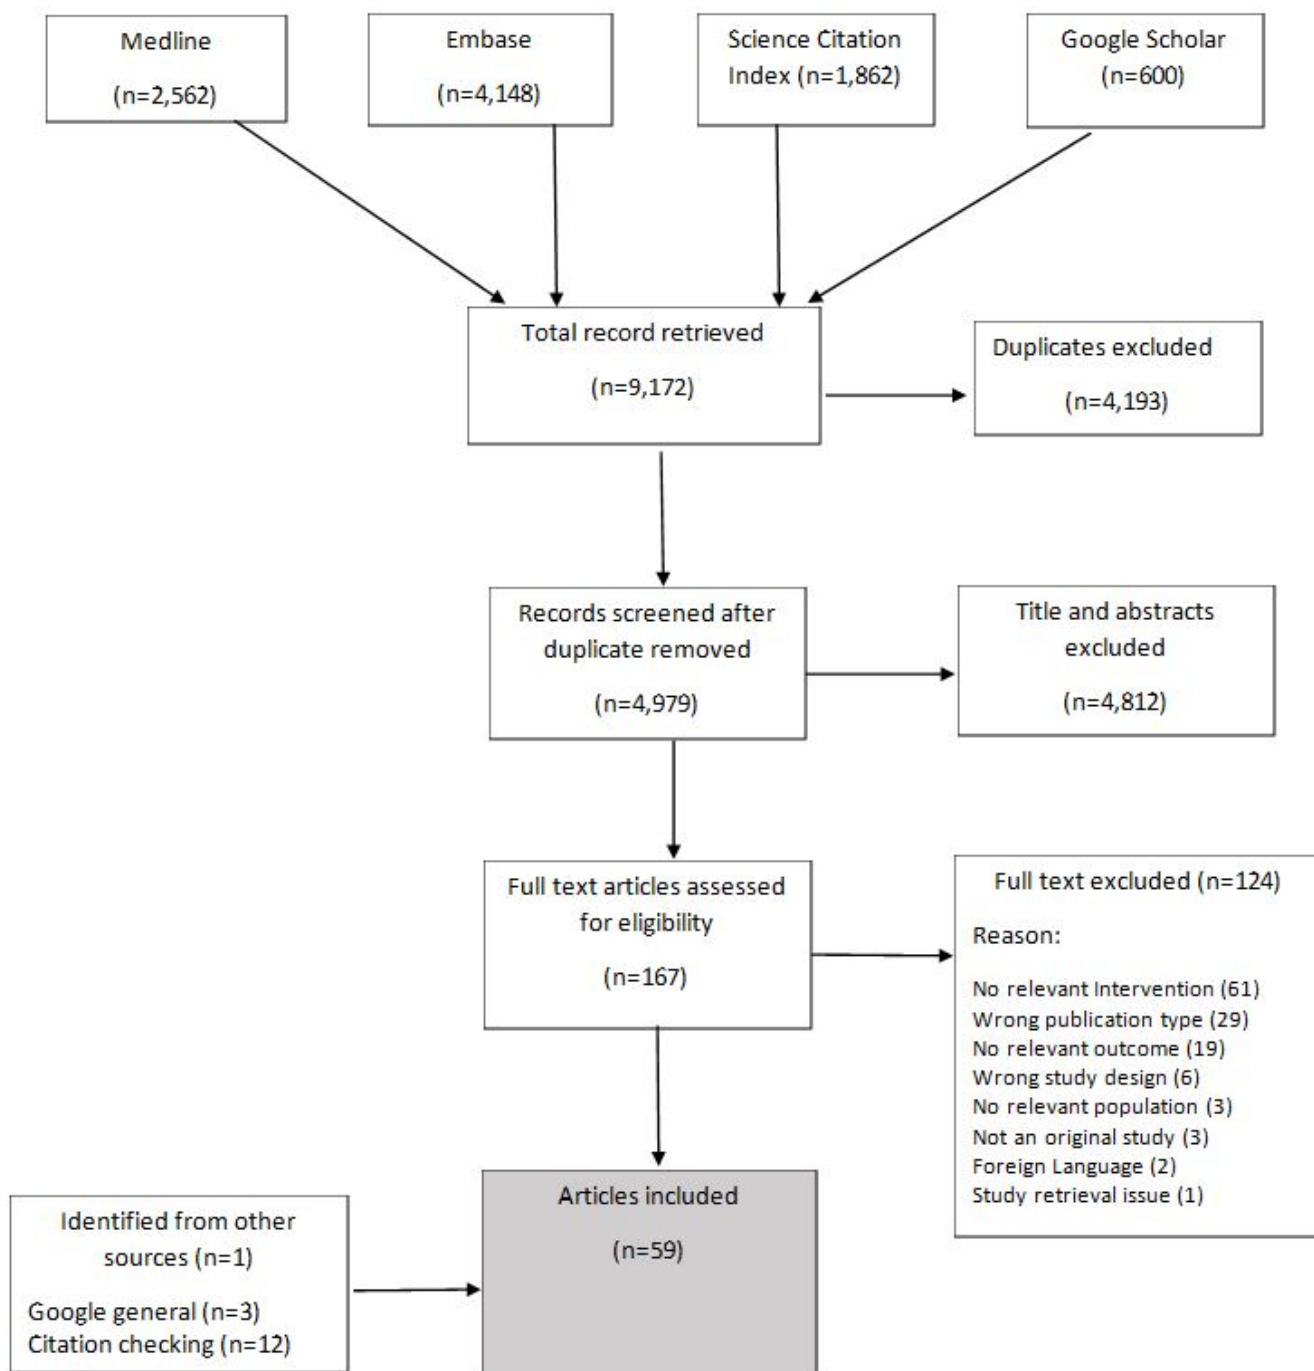 Medline
(n=2,562)
Embase
(n=4,148)
Science Citation
Index (n=1,862)
Google Scholar
(n=600)
Total record retrieved
(n=9,172)
Duplicates excluded
(n=4,193)
Records screened after
duplicate removed
(n=4,979)
Title and abstracts
excluded
(n=4,812)
Full text articles assessed
for eligibility
(n=167)
Full text excluded (n=124)
Reason:
No relevant Intervention (61)
Wrong publication type (29)
No relevant outcome (19)
Wrong study design (6)
No relevant population (3)
Not an original study (3)
Foreign Language (2)
Study retrieval issue (1)
Identified from other
sources (n=1)
Google general (n=3)
Citation checking (n=12)
Articles included
(n=59)